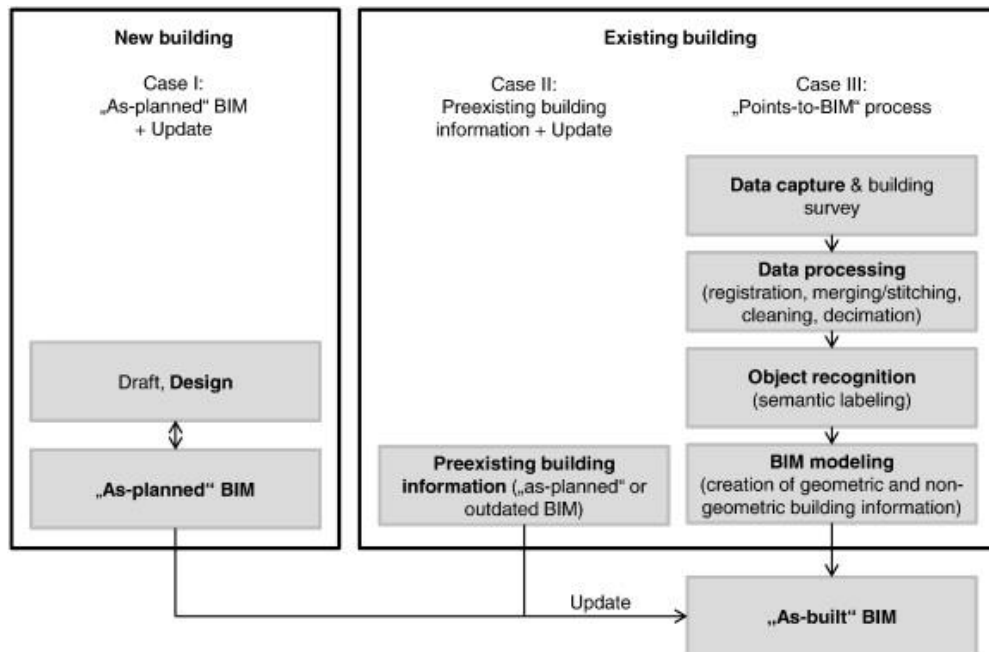 New building
Case I:
„As-planned“ BIM
+ Update
Draft, Design
„As-planned“ BIM
Existing building
Case II:
Preexisting building
information + Update
Preexisting building
information („as-planned“ or
outdated BIM)
Case III:
„Points-to-BIM“ process
Data capture & building
survey
Data processing
(registration, merging/stitching,
cleaning, decimation)
Object recognition
(semantic labeling)
BIM modeling
(creation of geometric and non-
geometric building information)
Update
„As-built“ BIM